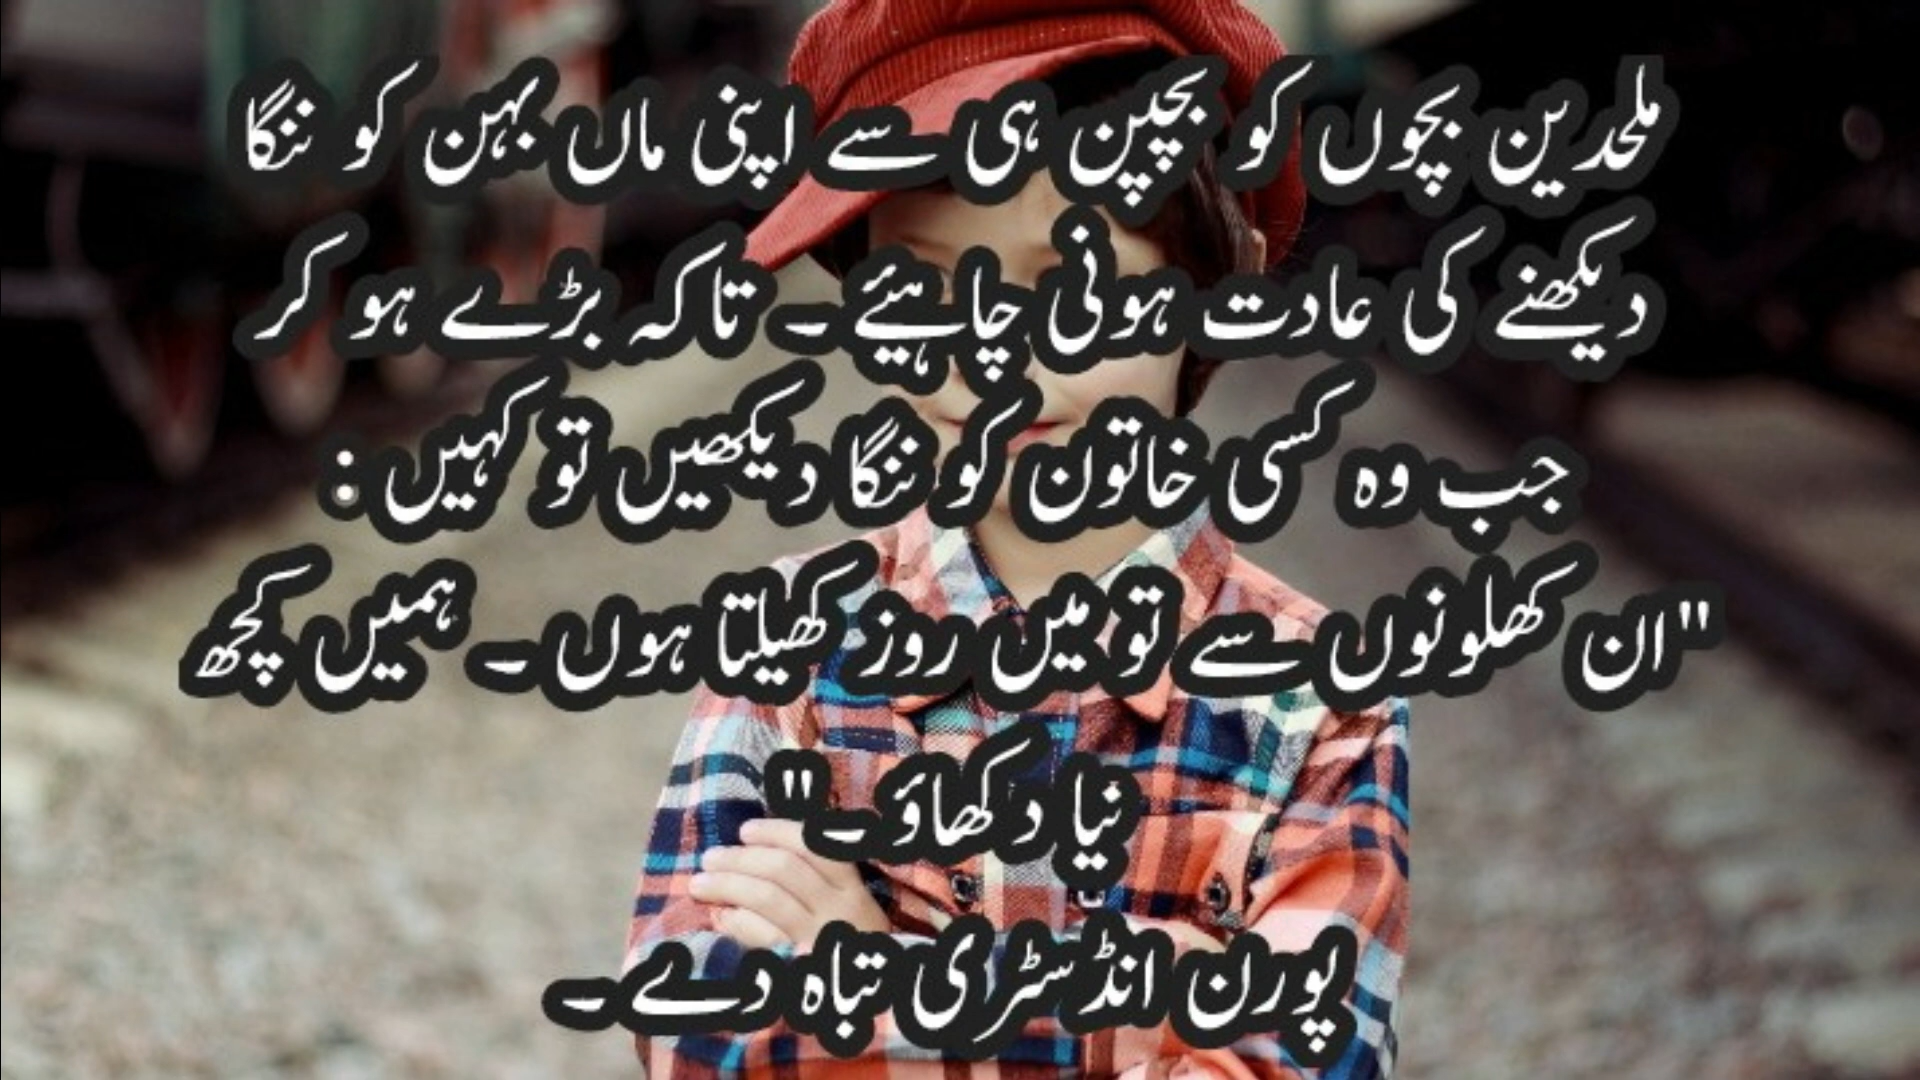 ملحدین بچوں کو بچپن ہی سے اپنی ماں بہن کو ننگا
دیکھنے کی عادت ہونی چاہیئے ۔ تاکہ بڑے ہو کر
جب وہ کسی خاتون کو ننگا دیکھیں تو کہیں :
"ان کھلونوں سے تو میں روز کھیلتا ہوں ۔ ہمیں کچھ
نیا دکھاؤ ۔"
پورن انڈسٹری تباہ دے ۔